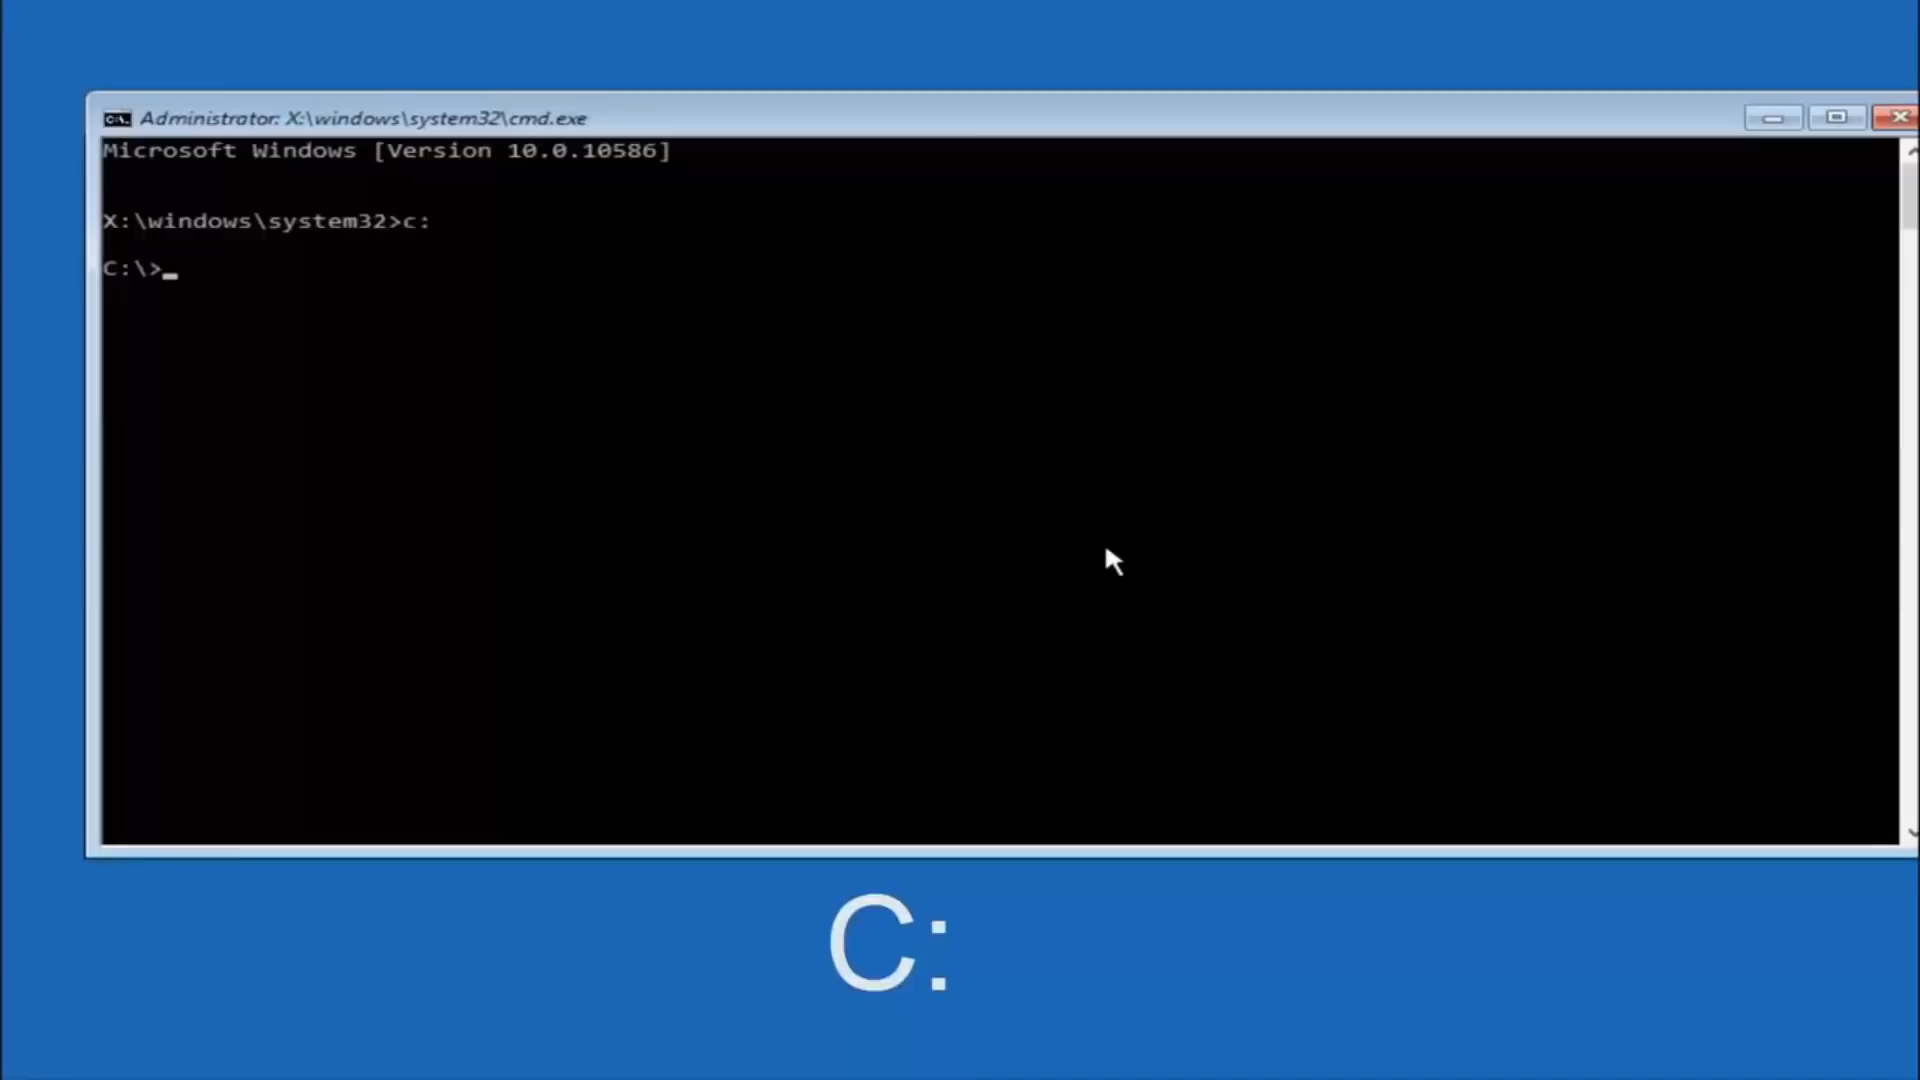 Administrator: X:\windows\system32\cmd.exe
Microsoft Windows [Version 10.0.10586]
X:\windows\system32>c:
C:\>_
C: